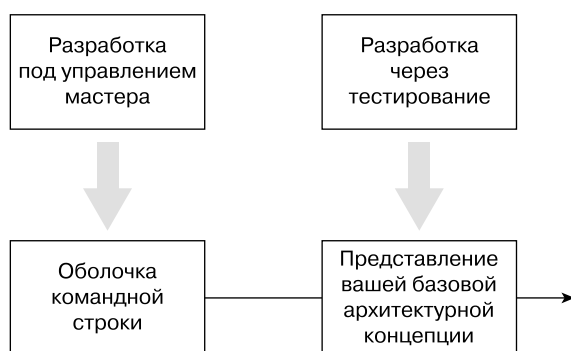 Разработка
под управлением
мастера
Разработка
через
тестирование
Оболочка
командной
строки
Представление
вашей базовой
архитектурной
концепции